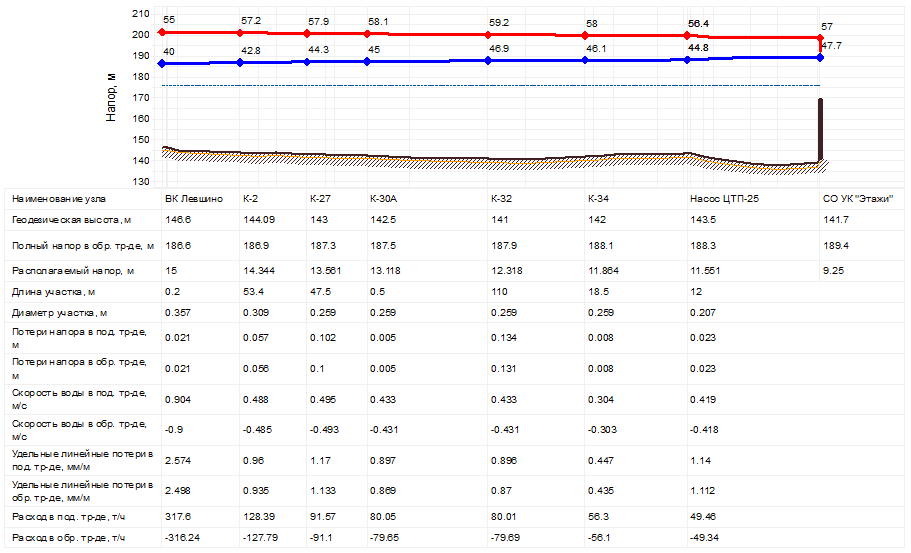 210
200
190
180
170
160
150
140
130
Напор, м
55 57.2 57.9 58.1 59.2 58 56.4 57
40 42.8 44.3 45 46.9 46.1 44.8 47.7
Наименование узла ВК Левшино К-2 К-27 К-30А К-32 К-34 Насос ЦТП-25 СО УК "Этажи"
Геодезическая высота, м 146.6 144.09 143 142.5 141 142 143.5 141.7
Полный напор в обр. тр-де, м 186.6 186.9 187.3 187.5 187.9 188.1 188.3 189.4
Располагаемый напор, м 15 14.344 13.561 13.118 12.318 11.864 11.551 9.25
Длина участка, м 0.2 53.4 47.5 0.5 110 18.5 12
Диаметр участка, м 0.357 0.309 0.259 0.259 0.259 0.259 0.207
Потери напора в под. тр-де,
м 0.021 0.057 0.102 0.005 0.134 0.008 0.023
Потери напора в обр. тр-де,
м 0.021 0.056 0.1 0.005 0.131 0.008 0.023
Скорость воды в под. тр-де,
м/с 0.904 0.488 0.495 0.433 0.433 0.304 0.419
Скорость воды в обр. тр-де,
м/с -0.9 -0.485 -0.493 -0.431 -0.431 -0.303 -0.418
Удельные линейные потери в
под. тр-де, мм/м 2.574 0.96 1.17 0.897 0.896 0.447 1.14
Удельные линейные потери в
обр. тр-де, мм/м 2.498 0.935 1.133 0.869 0.87 0.435 1.112
Расход в под. тр-де, т/ч 317.6 128.39 91.57 80.05 80.01 56.3 49.46
Расход в обр. тр-де, т/ч -316.24 -127.79 -91.1 -79.65 -79.69 -56.1 -49.34